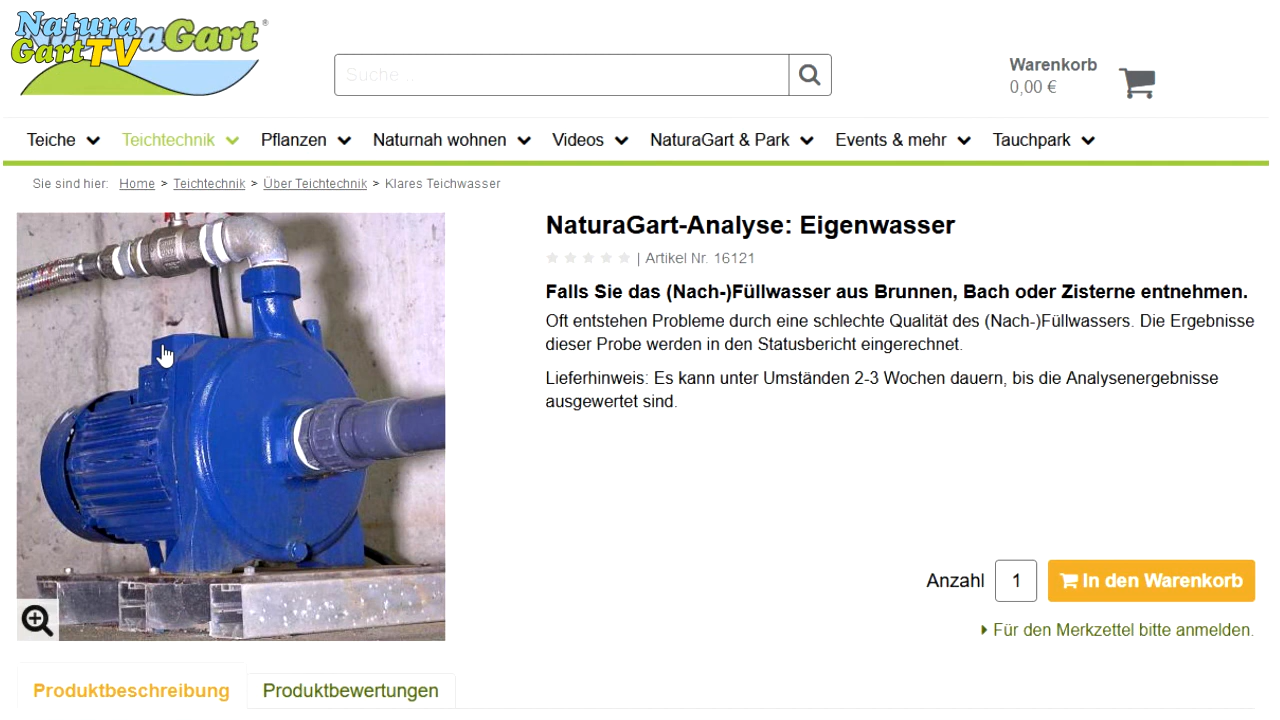 Natura
GartTV
NaturaGart®
Suche ...
Warenkorb
0,00 €
Teiche Teichtechnik Pflanzen Naturnah wohnen Videos NaturaGart & Park Events & mehr Tauchpark
Sie sind hier: Home > Teichtechnik > Über Teichtechnik > Klares Teichwasser
NaturaGart-Analyse: Eigenwasser
| Artikel Nr. 16121
Falls Sie das (Nach-)Füllwasser aus Brunnen, Bach oder Zisterne entnehmen.
Oft entstehen Probleme durch eine schlechte Qualität des (Nach-)Füllwassers. Die Ergebnisse
dieser Probe werden in den Statusbericht eingerechnet.
Lieferhinweis: Es kann unter Umständen 2-3 Wochen dauern, bis die Analysenergebnisse
ausgewertet sind.
Anzahl 1 In den Warenkorb
Für den Merkzettel bitte anmelden.
Produktbeschreibung Produktbewertungen